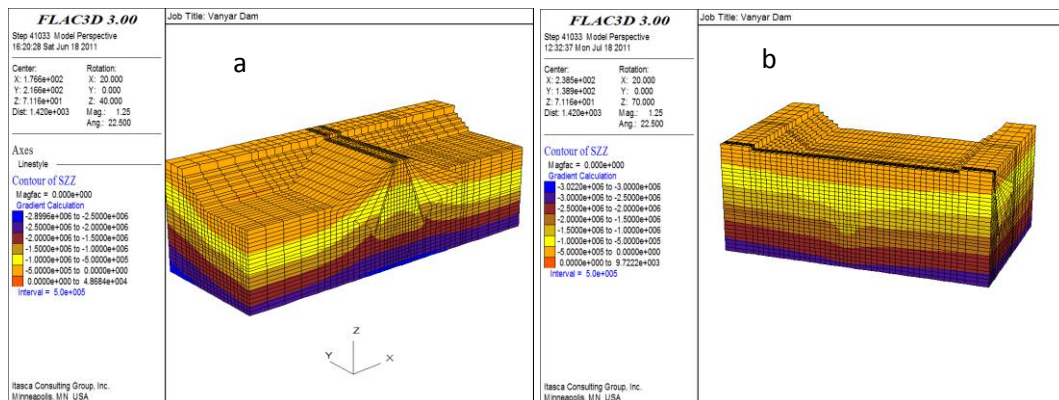 FLAC3D 3.00
Step 41033 Model Perspective
16:20:28 Sat Jun 18 2011
Center:
X: 1.766e+002
Y: 2.166e+002
Z: 7.116e+001
Dist: 1.420e+003
Rotation:
X: 20.000
Y: 0.000
Z: 40.000
Mag.: 1.25
Ang.: 22.500
Axes
Linestyle
Contour of SZZ
Magfac = 0.000e+000
Gradient Calculation
-2.8996e+006 to -2.5000e+006
-2.5000e+006 to -2.0000e+006
-2.0000e+006 to -1.5000e+006
-1.5000e+006 to -1.0000e+006
-1.0000e+006 to -5.0000e+005
-5.0000e+005 to 0.0000e+000
0.0000e+000 to 4.8684e+004
Interval = 5.0e+005
Itasca Consulting Group, Inc.
Minneapolis, MN USA
Job Title: Vanyar Dam
a
Z
Y
X
FLAC3D 3.00
Step 41033 Model Perspective
12:32:37 Mon Jul 18 2011
Center:
X: 2.385e+002
Y: 1.389e+002
Z: 7.116e+001
Dist: 1.420e+003
Rotation:
X: 20.000
Y: 0.000
Z: 70.000
Mag.: 1.25
Ang.: 22.500
Contour of SZZ
Magfac = 0.000e+000
Gradient Calculation
-3.0220e+006 to -3.0000e+006
-3.0000e+006 to -2.5000e+006
-2.5000e+006 to -2.0000e+006
-2.0000e+006 to -1.5000e+006
-1.5000e+006 to -1.0000e+006
-1.0000e+006 to -5.0000e+005
-5.0000e+005 to 0.0000e+000
0.0000e+000 to 9.7222e+003
Interval = 5.0e+005
Itasca Consulting Group, Inc.
Minneapolis, MN USA
Job Title: Vanyar Dam
b